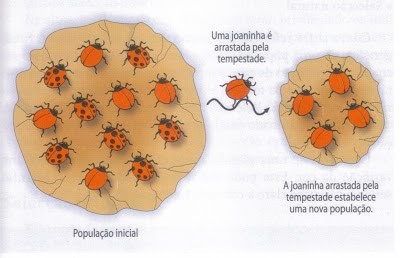 Uma joaninha é
arrastada pela
tempestade.
A joaninha arrastada pela
tempestade estabelece
uma nova população.
População inicial